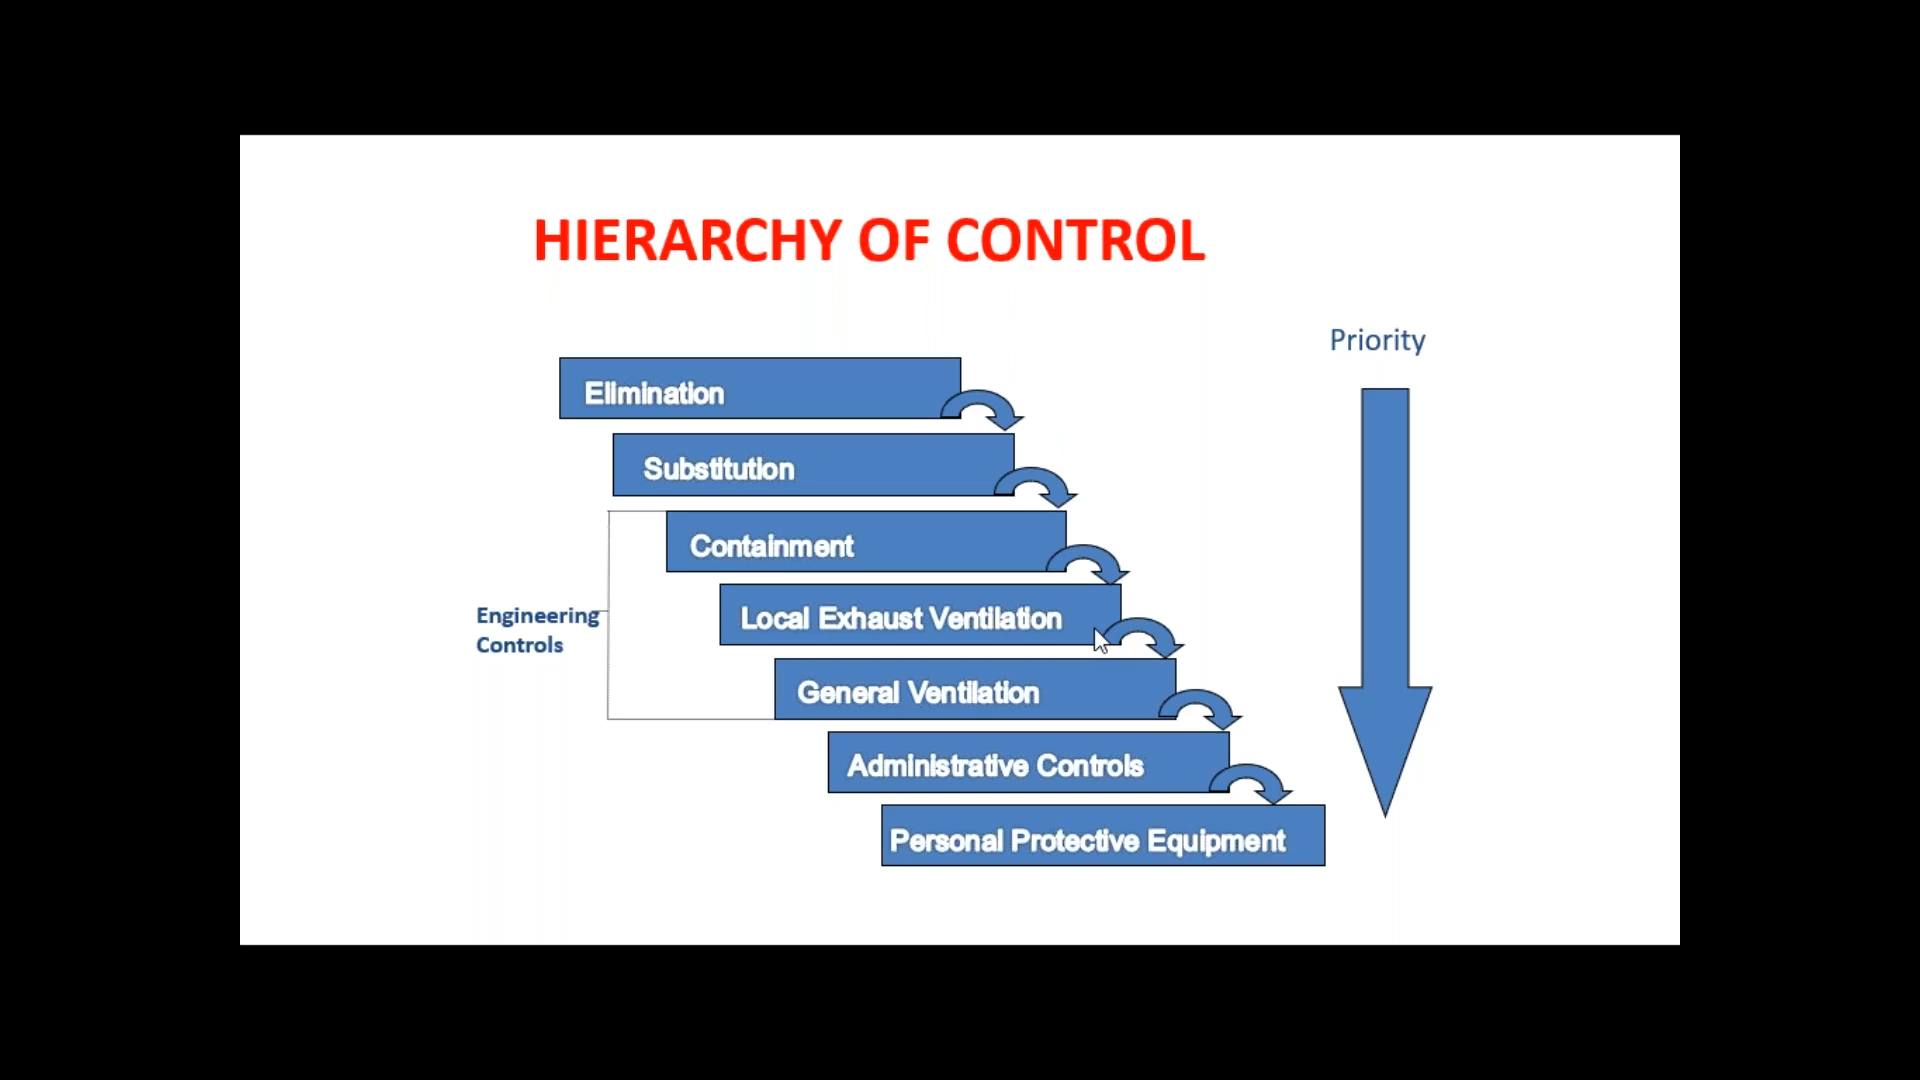 HIERARCHY OF CONTROL
Priority
Elimination
Substitution
Containment
Local Exhaust Ventilation
Engineering
Controls
General Ventilation
Administrative Controls
Personal Protective Equipment